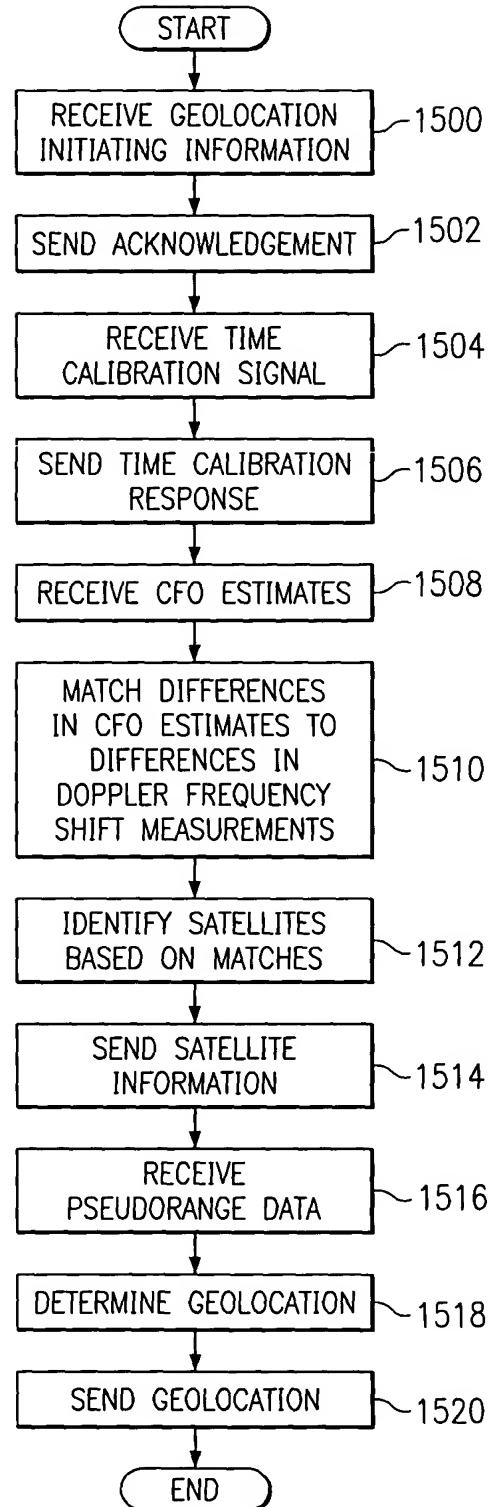 START
RECEIVE GEOLOCATION
INITIATING INFORMATION
1500
SEND ACKNOWLEDGEMENT
1502
RECEIVE TIME
CALIBRATION SIGNAL
1504
SEND TIME CALIBRATION
RESPONSE
1506
RECEIVE CFO ESTIMATES
1508
MATCH DIFFERENCES
IN CFO ESTIMATES TO
DIFFERENCES IN
DOPPLER FREQUENCY
SHIFT MEASUREMENTS
1510
IDENTIFY SATELLITES
BASED ON MATCHES
1512
SEND SATELLITE
INFORMATION
1514
RECEIVE
PSEUDORANGE DATA
1516
DETERMINE GEOLOCATION
1518
SEND GEOLOCATION
1520
END